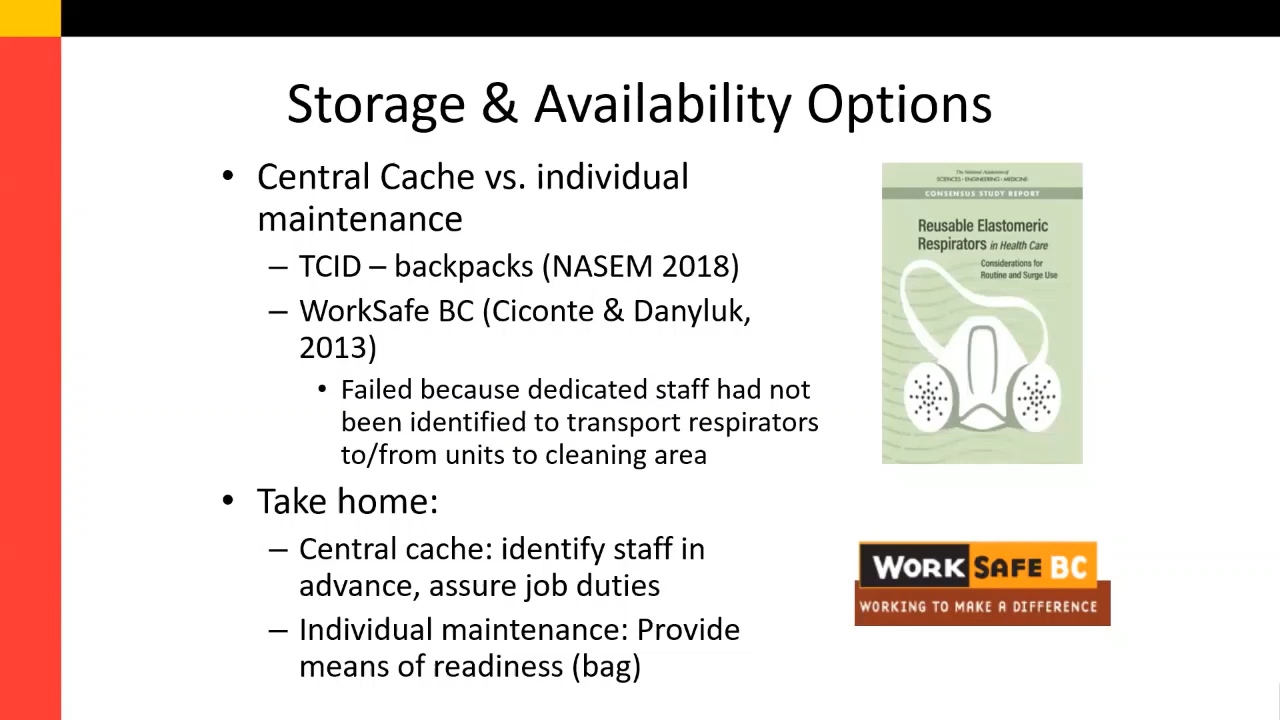 Storage & Availability Options
• Central Cache vs. individual
maintenance
– TCID – backpacks (NASEM 2018)
– WorkSafe BC (Ciconte & Danyluk,
2013)
• Failed because dedicated staff had not
been identified to transport respirators
to/from units to cleaning area
• Take home:
– Central cache: identify staff in
advance, assure job duties
– Individual maintenance: Provide
means of readiness (bag)
The National Academies of
SCIENCES • ENGINEERING • MEDICINE
CONSENSUS STUDY REPORT
Reusable Elastomeric
Respirators in Health Care
Considerations for
Routine and Surge Use
WORK SAFE BC
WORKING TO MAKE A DIFFERENCE